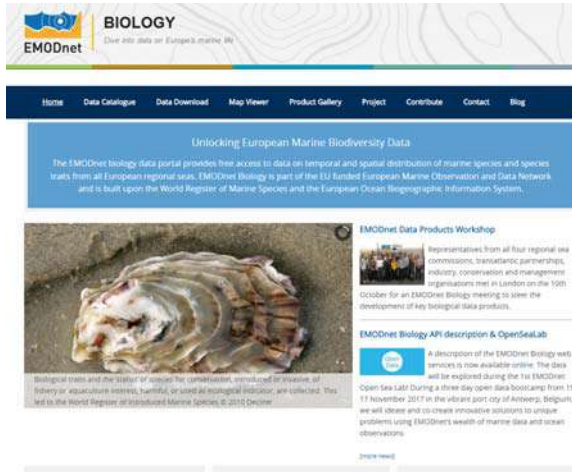 EMODnet
BIOLOGY
Dive into data on Europe's marine life
Home Data Catalogue Data Download Map Viewer Product Gallery Project Contribute Contact Blog
Unlocking European Marine Biodiversity Data
The EMODnet biology data portal provides free access to data on temporal and spatial distribution of marine species and species
traits from all European regional seas. EMODnet Biology is part of the EU funded European Marine Observation and Data Network
and is built upon the World Register of Marine Species and the European Ocean Biogeographic Information System.
Biological traits and the status of species for conservation, introduced or invasive, of
fishery or aquaculture interest, harmful, or used as ecological indicator, are collected. This
led to the World Register of Introduced Marine Species © 2010 Decleer
EMODnet Data Products Workshop
Representatives from all four regional sea
commissions, transatlantic partnerships,
industry, conservation and management
organisations met in London on the 10th
October for an EMODnet Biology meeting to steer the
development of key biological data products.
EMODnet Biology API description & OpenSeaLab
Open
Data
A description of the EMODnet Biology web
services is now available online. The data
will be explored during the 1st EMODnet
Open Sea Lab! During a three day open data bootcamp from 15
17 November 2017 in the vibrant port city of Antwerp, Belgium,
we will ideate and co-create innovative solutions to unique
problems using EMODnet's wealth of marine data and ocean
observations
[more news]